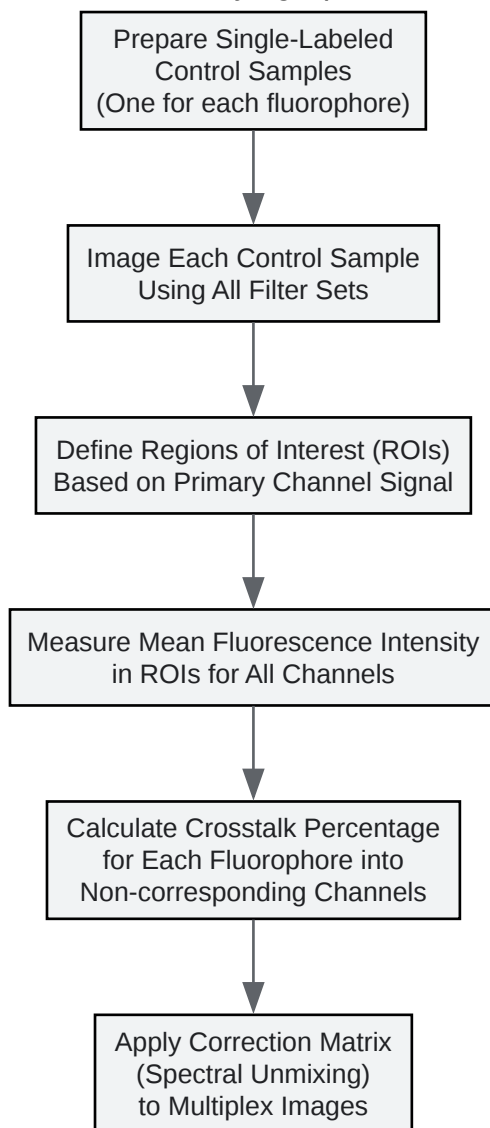 Prepare Single-Labeled
Control Samples
(One for each fluorophore)
Image Each Control Sample
Using All Filter Sets
Define Regions of Interest (ROIs)
Based on Primary Channel Signal
Measure Mean Fluorescence Intensity
in ROIs for All Channels
Calculate Crosstalk Percentage
for Each Fluorophore into
Non-corresponding Channels
Apply Correction Matrix
(Spectral Unmixing)
to Multiplex Images